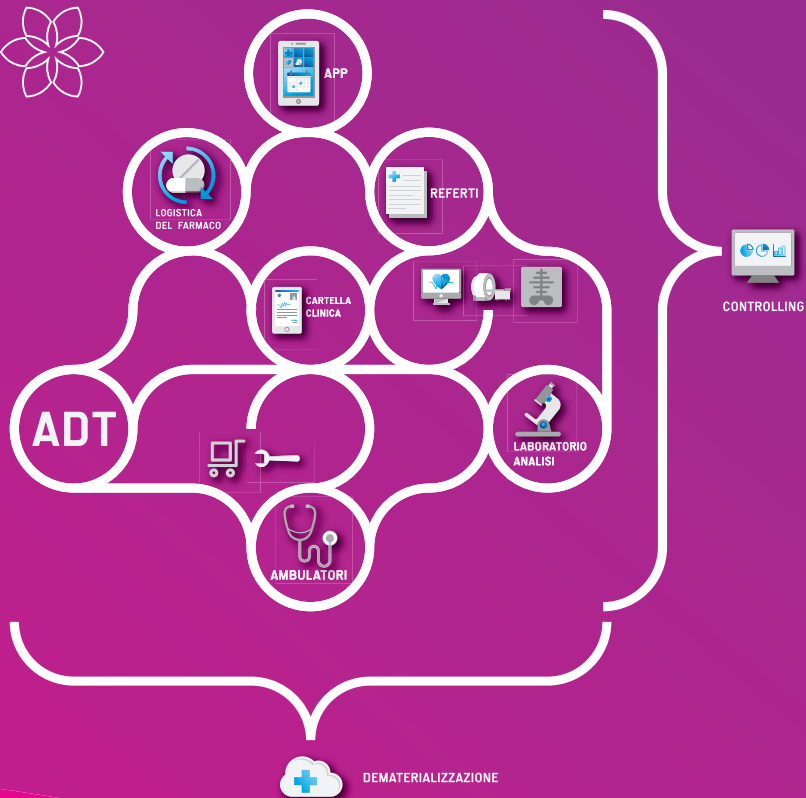 APP
LOGISTICA
DEL FARMACO
REFERTI
CARTELLA
CLINICA
CONTROLLING
ADT
LABORATORIO
ANALISI
AMBULATORI
DEMATERIALIZZAZIONE